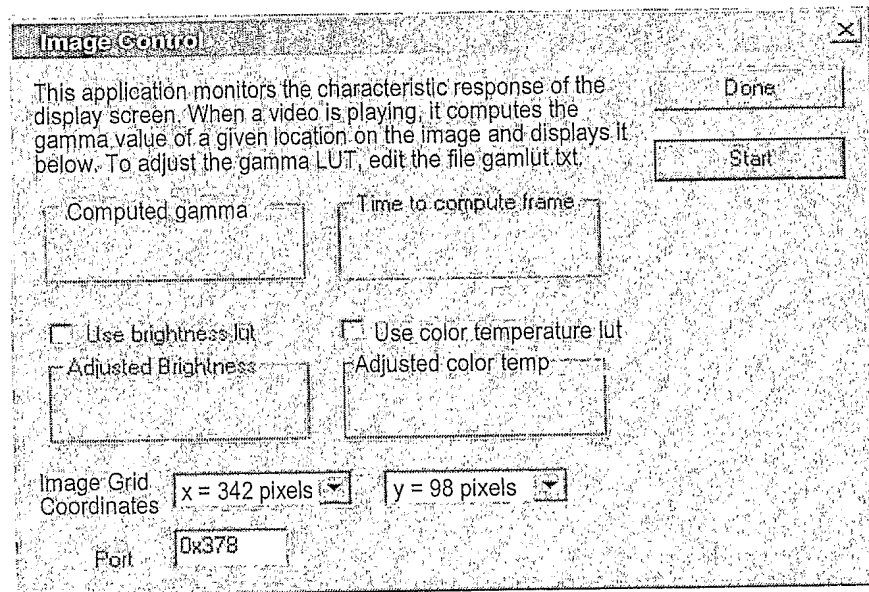 Image Control
This application monitors the characteristic response of the
display screen. When a video is playing, it computes the
gamma value of a given location on the image and displays it
below. To adjust the gamma LUT, edit the file gamlut.txt.
Done
Start
Computed gamma
Time to compute frame
Use brightness lut
Use color temperature lut
Adjusted Brightness
Adjusted color temp
Image Grid
Coordinates
x = 342 pixels
y = 98 pixels
Port
0x378